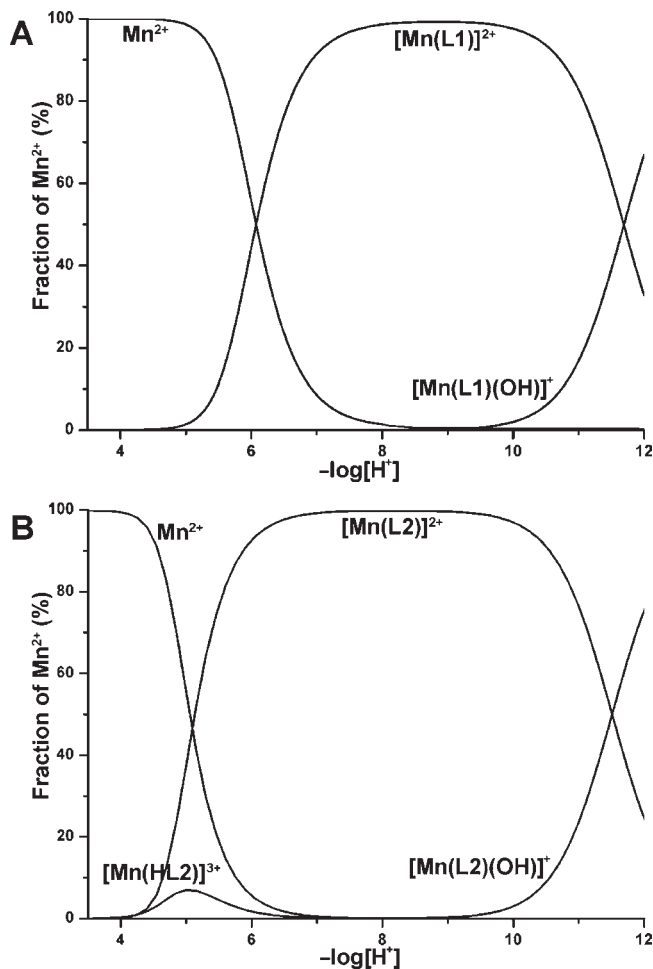 A
Mn²⁺
[Mn(L1)]²⁺
[Mn(L1)(OH)]⁺
Fraction of Mn²⁺ (%)
100
80
60
40
20
0
4 6 8 10 12
−log[H⁺]
B
Mn²⁺
[Mn(L2)]²⁺
[Mn(HL2)]³⁺
[Mn(L2)(OH)]⁺
Fraction of Mn²⁺ (%)
100
80
60
40
20
0
4 6 8 10 12
−log[H⁺]